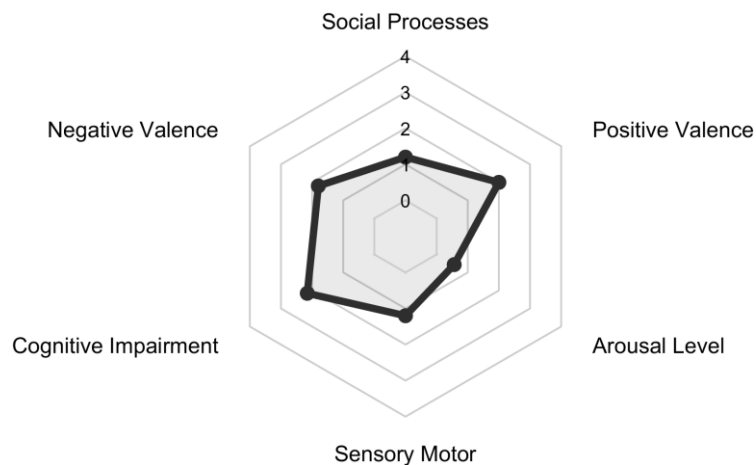 Social Processes
4
3
2
1
0
Negative Valence
Positive Valence
Cognitive Impairment
Arousal Level
Sensory Motor